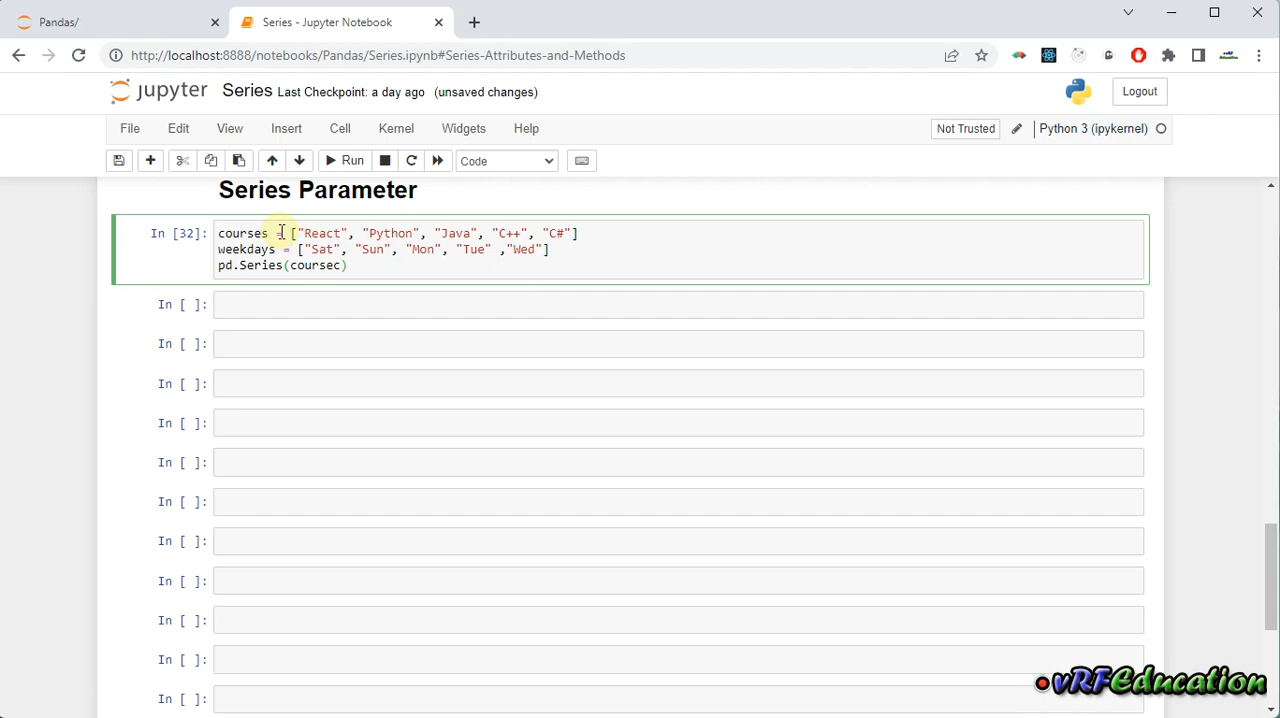 Pandas/
Series - Jupyter Notebook
http://localhost:8888/notebooks/Pandas/Series.ipynb#Series-Attributes-and-Methods
jupyter Series Last Checkpoint: a day ago (unsaved changes)
Logout
File Edit View Insert Cell Kernel Widgets Help
Not Trusted
Python 3 (ipykernel)
Run
Code
Series Parameter
In [32]: courses = ["React", "Python", "Java", "C++", "C#"]
weekdays = ["Sat", "Sun", "Mon", "Tue" ,"Wed"]
pd.Series(coursec)
In [ ]:
In [ ]:
In [ ]:
In [ ]:
In [ ]:
In [ ]:
In [ ]:
In [ ]:
In [ ]:
In [ ]:
In [ ]:
vRFEducation